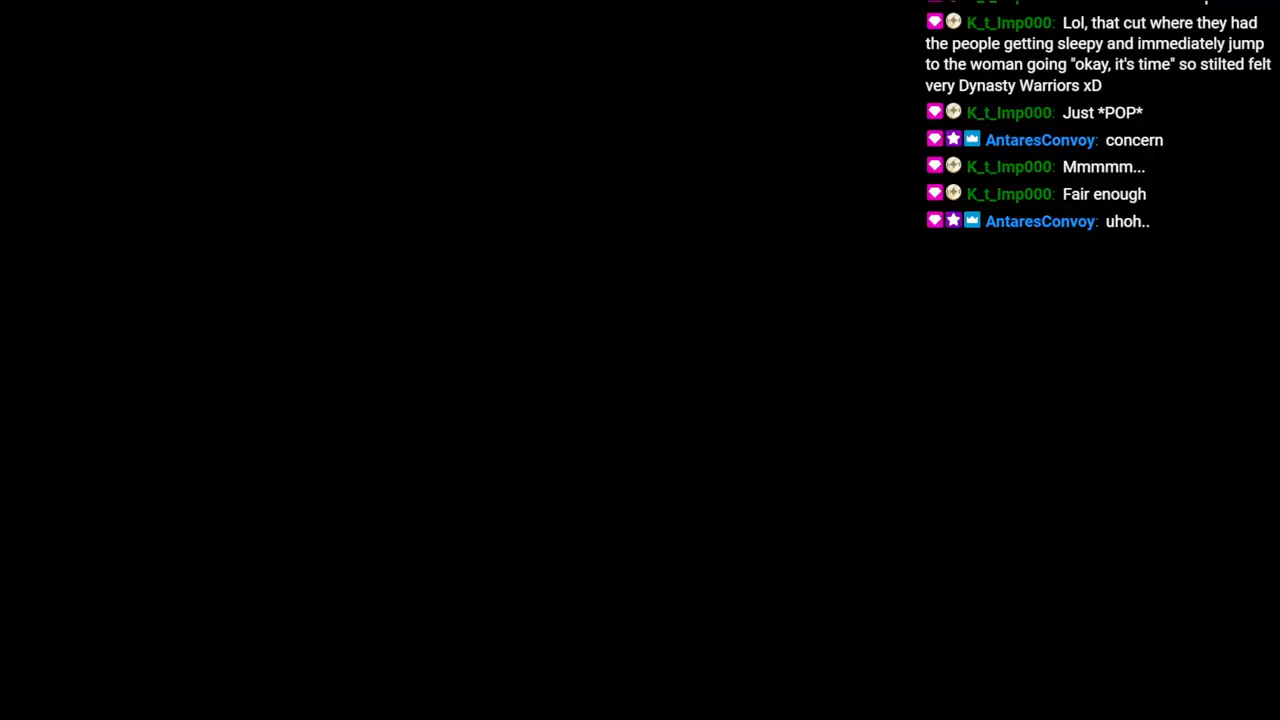 K_t_Imp000: Lol, that cut where they had
the people getting sleepy and immediately jump
to the woman going "okay, it's time" so stilted felt
very Dynasty Warriors xD
K_t_Imp000: Just *POP*
AntaresConvoy: concern
K_t_Imp000: Mmmmm...
K_t_Imp000: Fair enough
AntaresConvoy: uhoh..